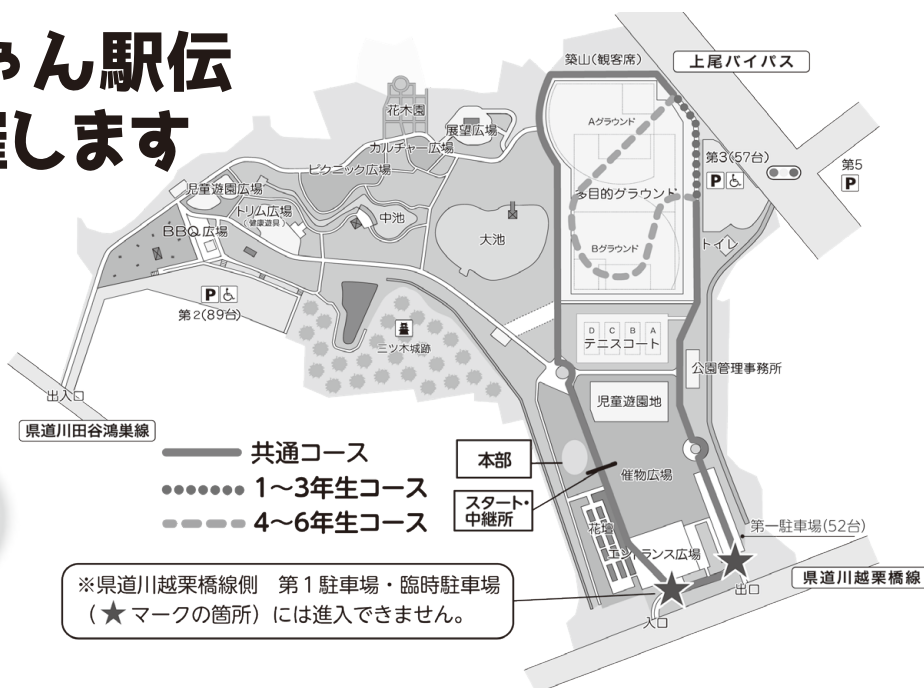 ゃん駅伝
催します
築山(観客席)
上尾バイパス
花木園
展望広場
カルチャー広場
ピクニック広場
児童遊園広場
トリム広場
(健康遊具)
BBQ広場
中池
大池
Aグラウンド
多目的グラウンド
Bグラウンド
第3(57台)
P
第5
P
トイレ
P
第2(89台)
三ツ木城跡
D C B A
テニスコート
公園管理事務所
児童遊園地
出入口
県道川田谷鴻巣線
共通コース
1〜3年生コース
4〜6年生コース
本部
スタート・
中継所
催物広場
花壇
エントランス広場
第一駐車場(52台)
出口
入口
県道川越栗橋線
※県道川越栗橋線側 第1駐車場・臨時駐車場
(★マークの箇所)には進入できません。